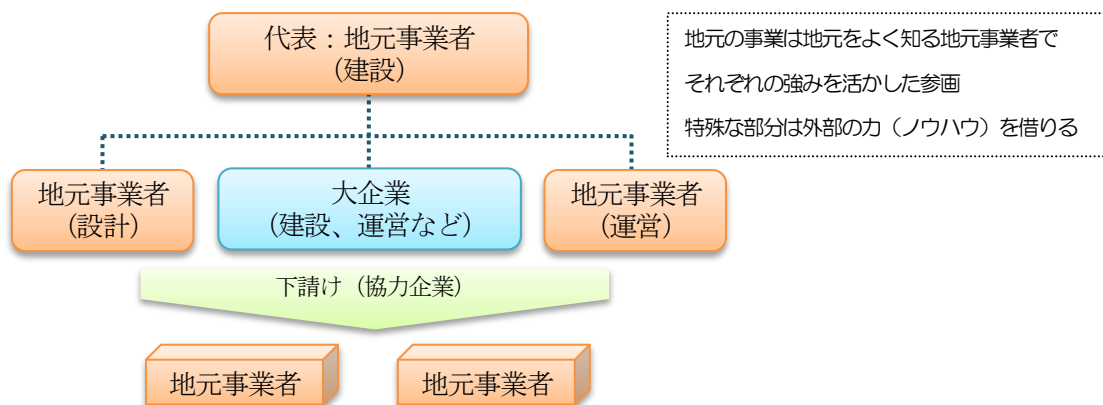 代表：地元事業者
（建設）
地元の事業は地元をよく知る地元事業者で
それぞれの強みを活かした参画
特殊な部分は外部の力（ノウハウ）を借りる
地元事業者
（設計）
大企業
（建設、運営など）
地元事業者
（運営）
下請け（協力企業）
地元事業者
地元事業者